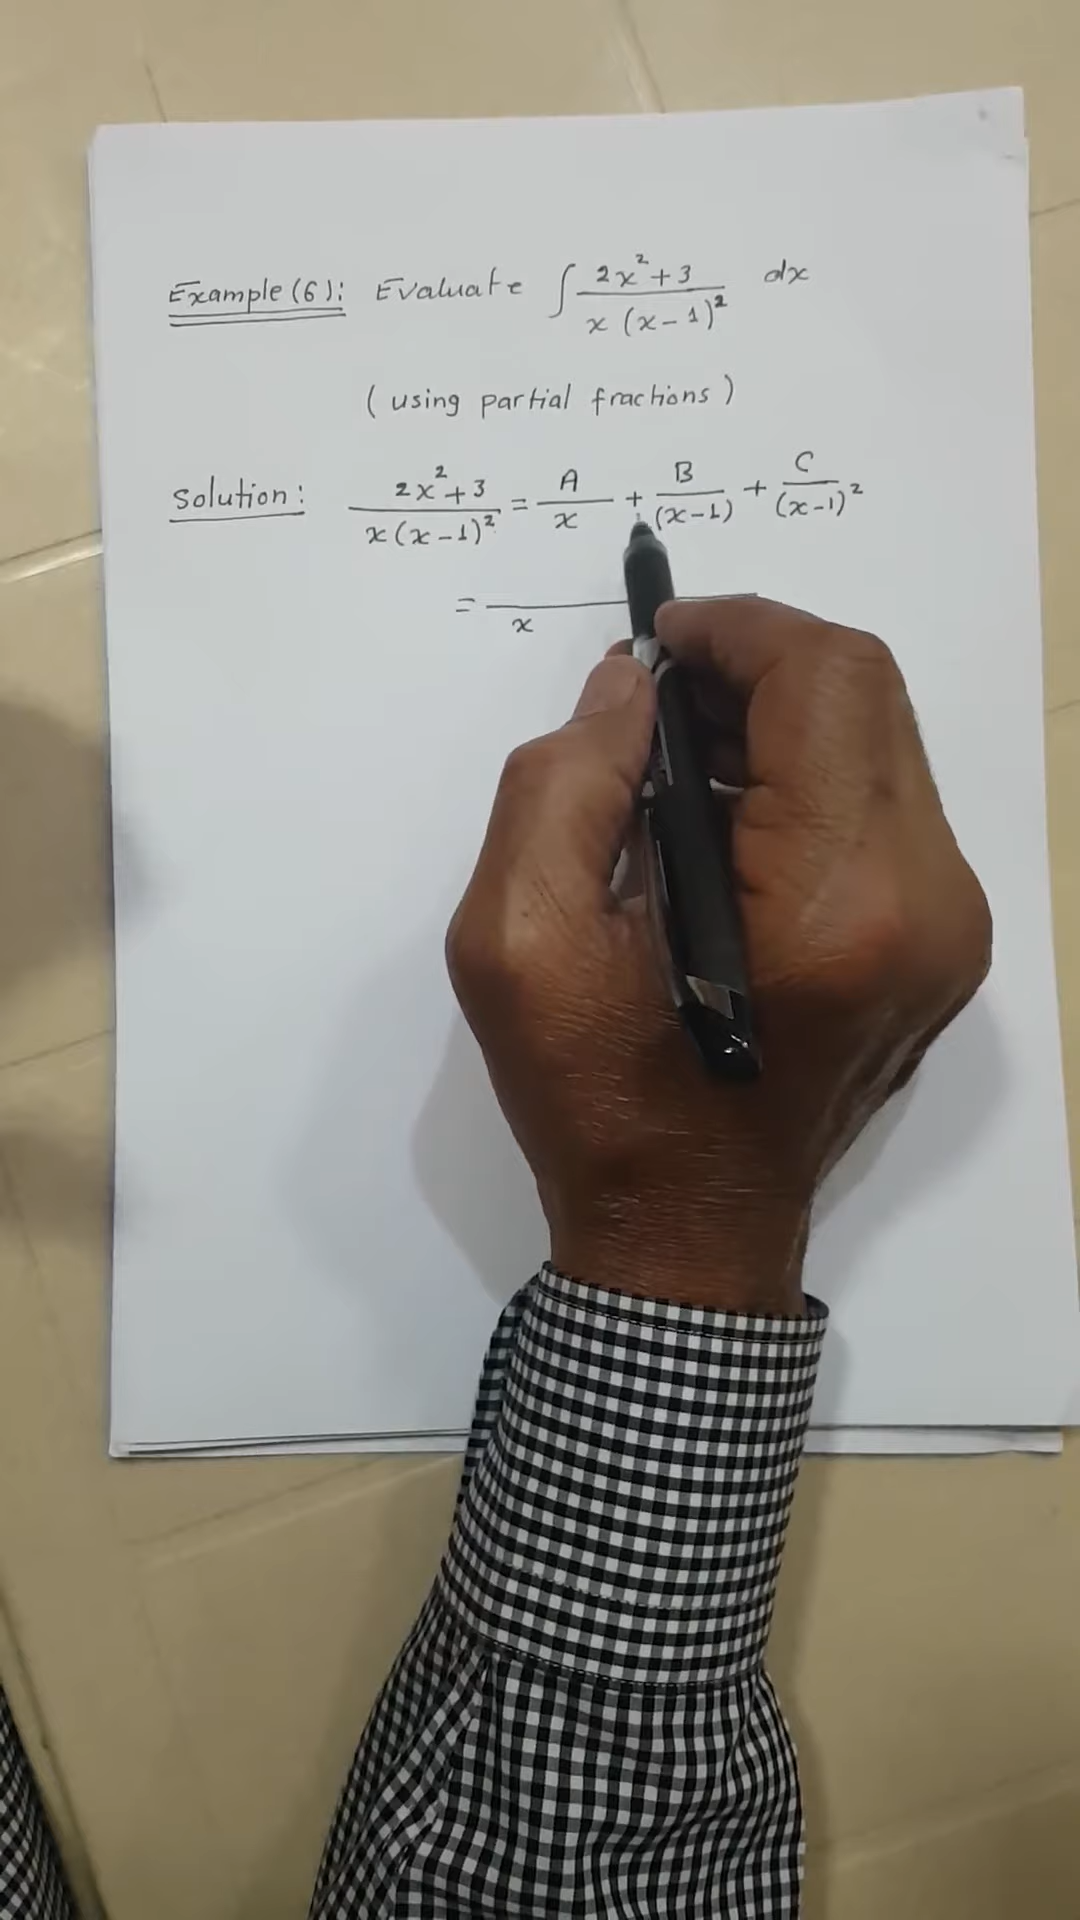 Example (6): Evaluate ∫ (2x² + 3) / (x (x - 1)²) dx
(using partial fractions)
Solution: (2x² + 3) / (x (x - 1)²) = A / x + B / (x - 1) + C / (x - 1)²
= / x